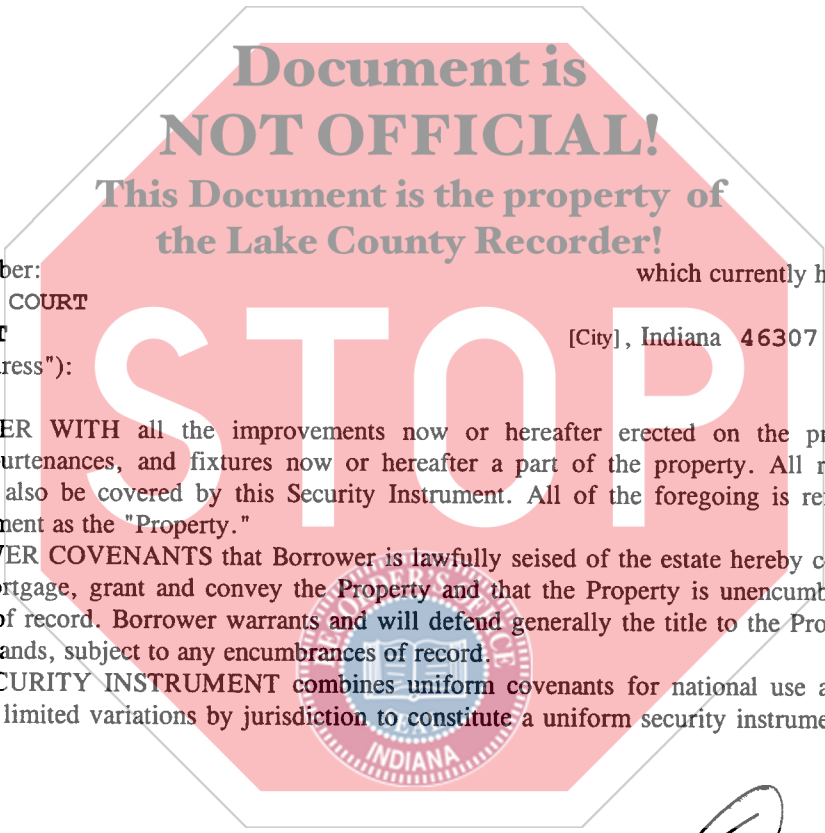 Document is
NOT OFFICIAL!
This Document is the property of
the Lake County Recorder!
ber: which currently h
COURT
[City], Indiana 46307
ress"):
STOP
ER WITH all the improvements now or hereafter erected on the pr
urtenances, and fixtures now or hereafter a part of the property. All r
also be covered by this Security Instrument. All of the foregoing is re
ment as the "Property."
ER COVENANTS that Borrower is lawfully seised of the estate hereby c
rtgage, grant and convey the Property and that the Property is unencumb
of record. Borrower warrants and will defend generally the title to the Pro
ands, subject to any encumbrances of record.
CURITY INSTRUMENT combines uniform covenants for national use a
limited variations by jurisdiction to constitute a uniform security instrume
RECORDER'S OFFICE
SEAL
INDIANA